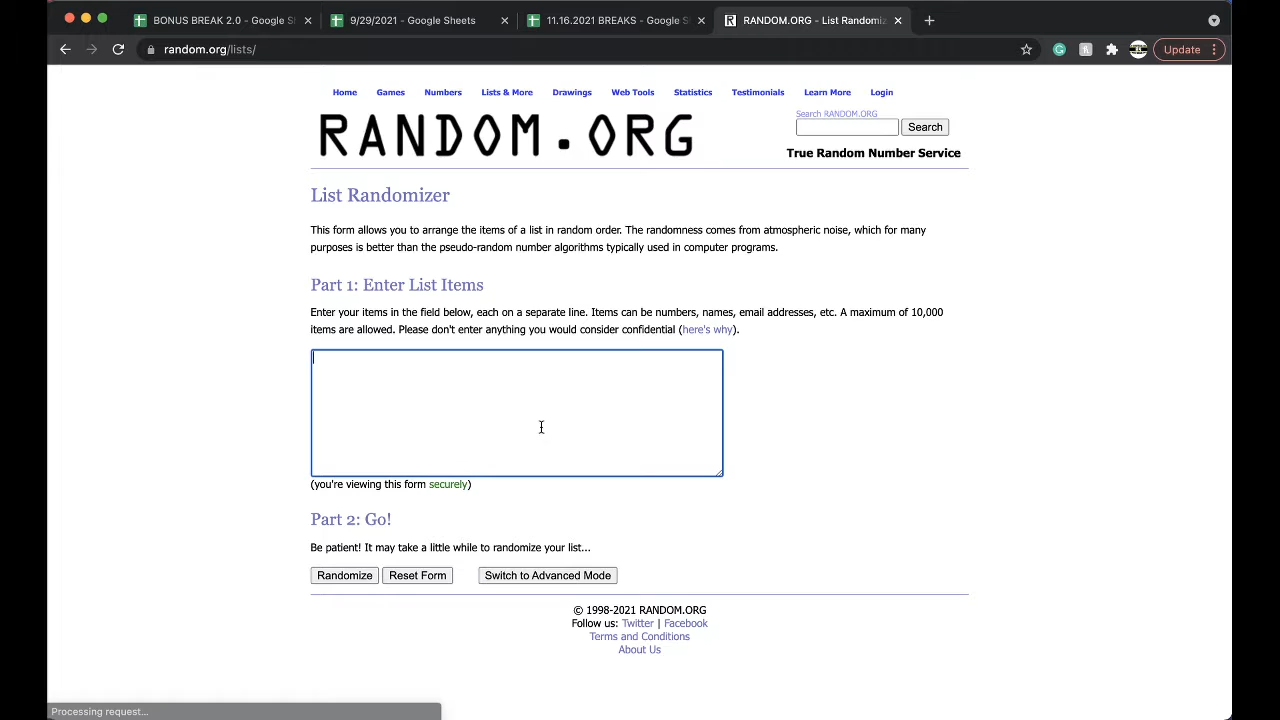 BONUS BREAK 2.0 - Google Sh
9/29/2021 - Google Sheets
11.16.2021 BREAKS - Google S
RANDOM.ORG - List Randomiz
random.org/lists/
Update
Home Games Numbers Lists & More Drawings Web Tools Statistics Testimonials Learn More Login
RANDOM.ORG
Search RANDOM.ORG
Search
True Random Number Service
List Randomizer
This form allows you to arrange the items of a list in random order. The randomness comes from atmospheric noise, which for many
purposes is better than the pseudo-random number algorithms typically used in computer programs.
Part 1: Enter List Items
Enter your items in the field below, each on a separate line. Items can be numbers, names, email addresses, etc. A maximum of 10,000
items are allowed. Please don't enter anything you would consider confidential (here's why).
(you're viewing this form securely)
Part 2: Go!
Be patient! It may take a little while to randomize your list...
Randomize Reset Form Switch to Advanced Mode
© 1998-2021 RANDOM.ORG
Follow us: Twitter | Facebook
Terms and Conditions
About Us
Processing request...